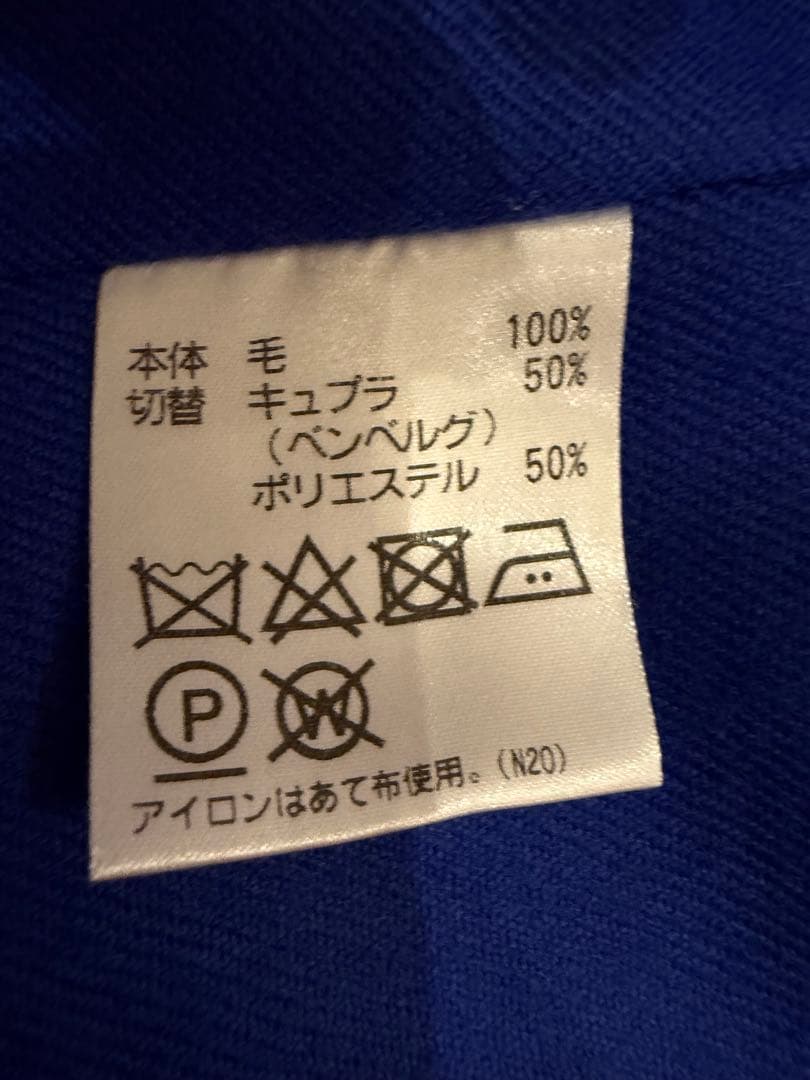 本体 毛 100%
切替 キュプラ 50%
(ベンベルグ)
ポリエステル 50%
P W
アイロンはあて布使用。(N20)